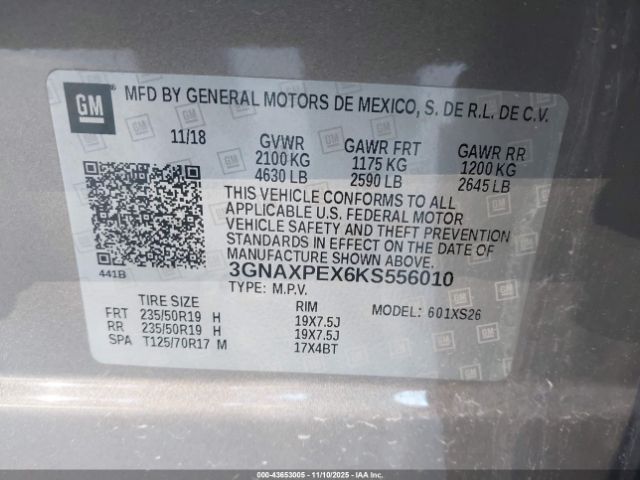 GM MFD BY GENERAL MOTORS DE MEXICO, S. DE R.L. DE C.V.
11/18 GVWR GAWR FRT GAWR RR
2100 KG 1175 KG 1200 KG
4630 LB 2590 LB 2645 LB
THIS VEHICLE CONFORMS TO ALL
APPLICABLE U.S. FEDERAL MOTOR
VEHICLE SAFETY AND THEFT PREVENTION
STANDARDS IN EFFECT ON THE DATE OF
MANUFACTURE SHOWN ABOVE.
441B 3GNAXPEX6KS556010
TYPE: M.P.V.
TIRE SIZE RIM MODEL: 601XS26
FRT 235/50R19 H 19X7.5J
RR 235/50R19 H 19X7.5J
SPA T125/70R17 M 17X4BT
000-43653005 - 11/10/2025 - IAAI.COM